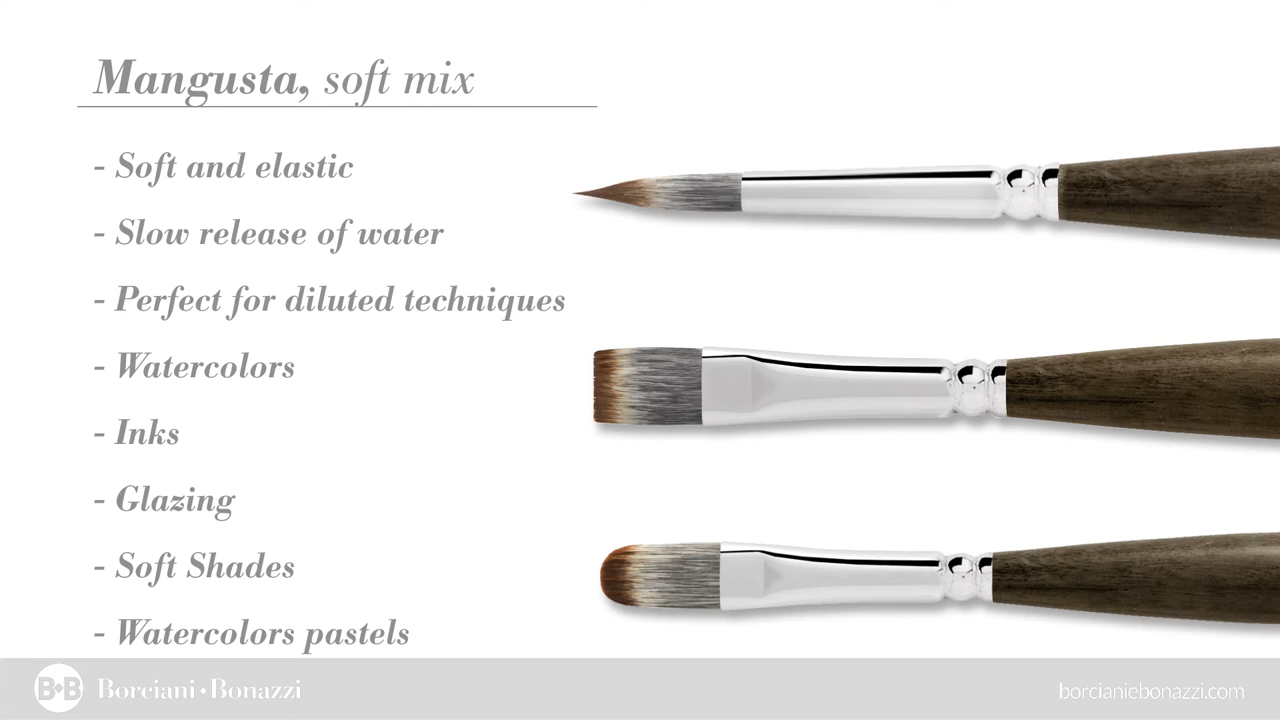 Mangusta, soft mix
- Soft and elastic
- Slow release of water
- Perfect for diluted techniques
- Watercolors
- Inks
- Glazing
- Soft Shades
- Watercolors pastels
B•B Borciani•Bonazzi
borcianiebonazzi.com